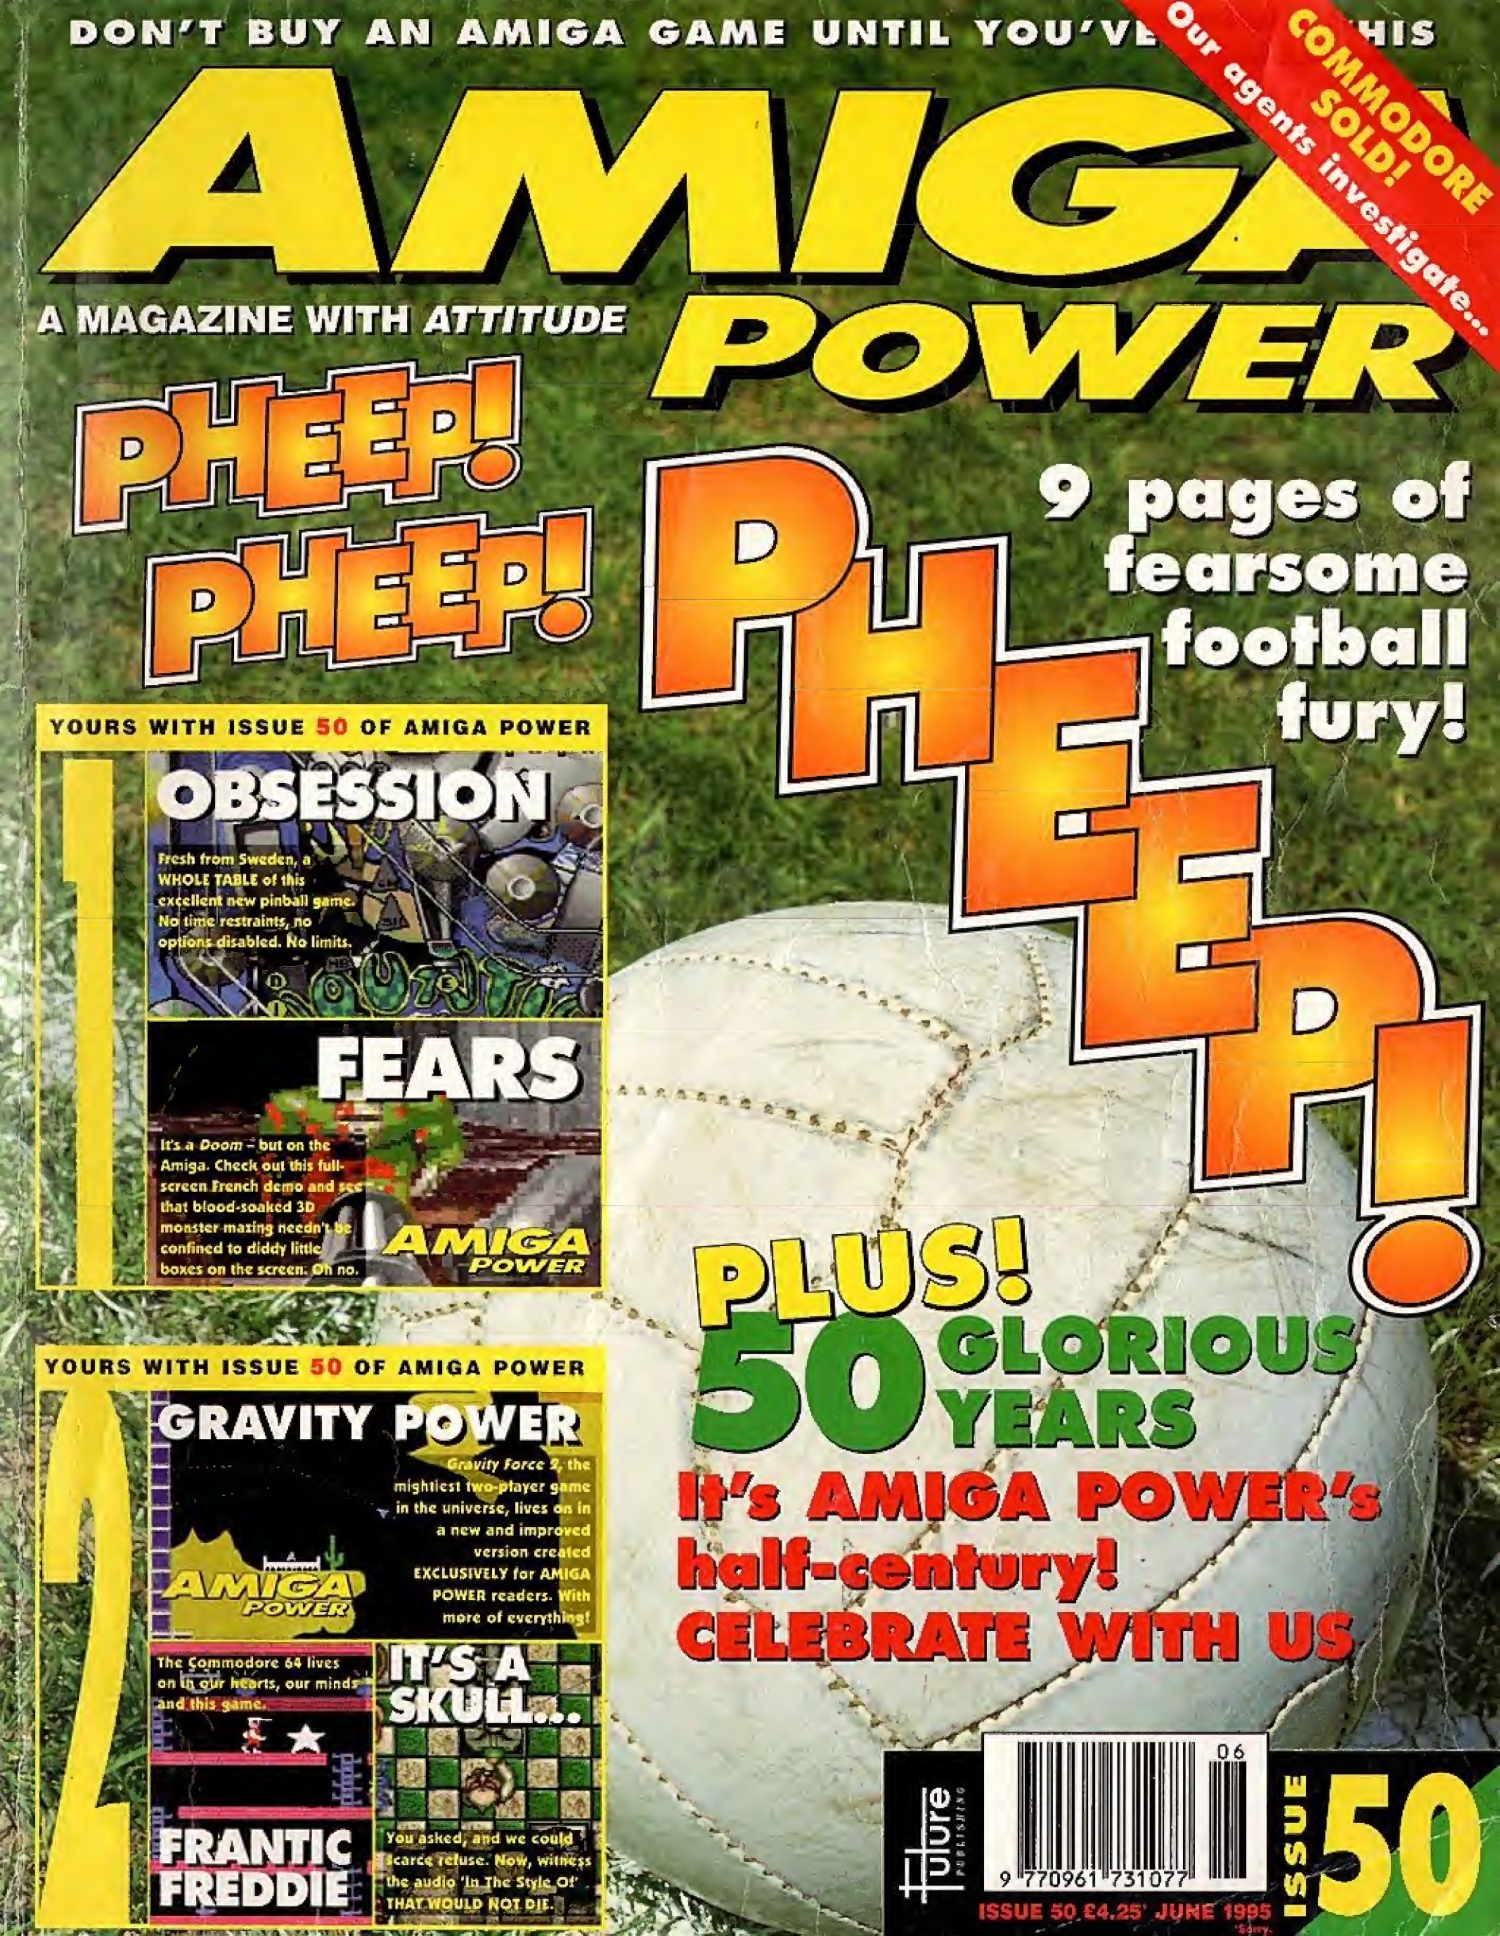 DON'T BUY AN AMIGA GAME UNTIL YOU'VE HIS
COMMODORE
SOLD!
Our agents investigate...
AMIGA
POWER
A MAGAZINE WITH ATTITUDE
PHEEP!
PHEEP!
PHEEP!
9 pages of
fearsome
football
fury!
YOURS WITH ISSUE 50 OF AMIGA POWER
1
OBSESSION
Fresh from Sweden, a
WHOLE TABLE of this
excellent new pinball game.
No time restraints, no
options disabled. No limits.
FEARS
It's a Doom – but on the
Amiga. Check out this full-
screen French demo and see
that blood-soaked 3D
monster-mazing needn't be
confined to diddy little
boxes on the screen. Oh no.
AMIGA
POWER
YOURS WITH ISSUE 50 OF AMIGA POWER
2
GRAVITY POWER
Gravity Force 2, the
mightiest two-player game
in the universe, lives on in
a new and improved
version created
EXCLUSIVELY for AMIGA
POWER readers. With
more of everything!
AMIGA
POWER
The Commodore 64 lives
on in our hearts, our minds
and this game.
FRANTIC
FREDDIE
IT'S A
SKULL...
You asked, and we could
scarce refuse. Now, witness
the audio 'In The Style Of'
THAT WOULD NOT DIE.
PLUS!
50 GLORIOUS
YEARS
It's AMIGA POWER's
half-century!
CELEBRATE WITH US
Future
PUBLISHING
06
9 770961 731077
ISSUE 50 £4.25* JUNE 1995
*Sorry.
ISSUE 50